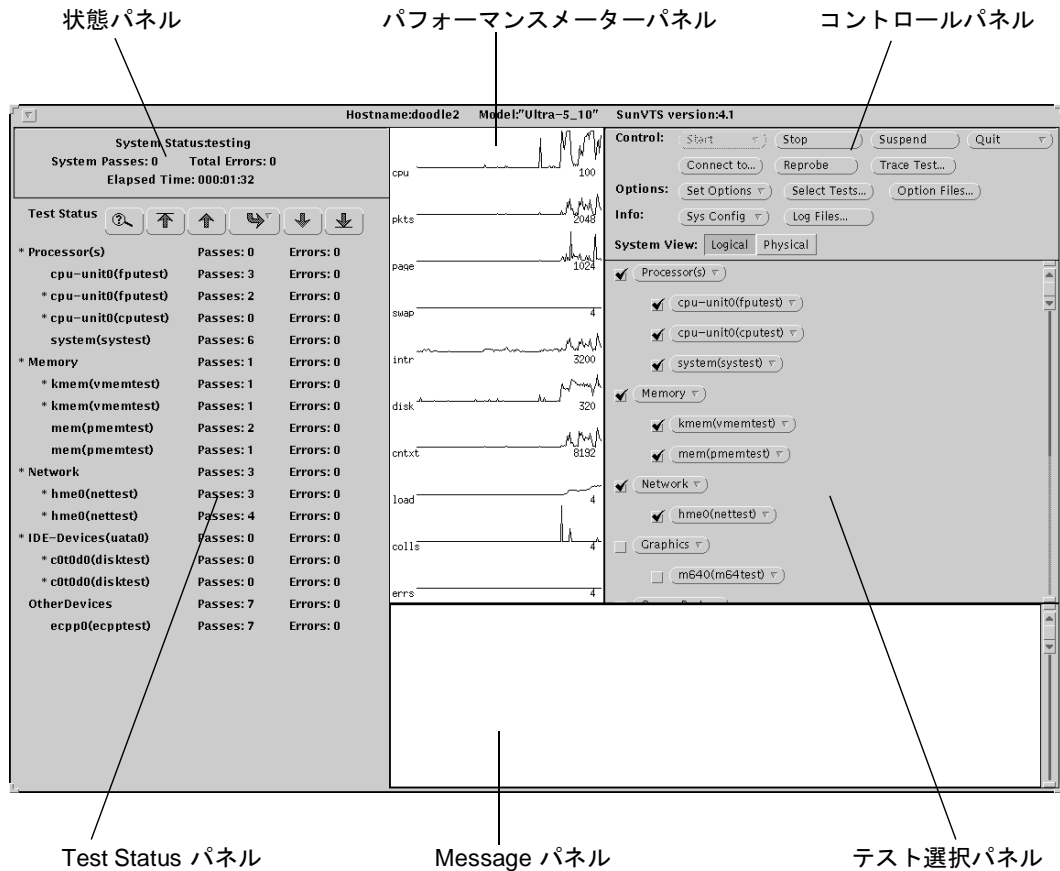 状態パネル
パフォーマンスメーターパネル
コントロールパネル
Hostname:doodle2 Model:"Ultra-5_10" SunVTS version:4.1
System Status:testing
System Passes: 0 Total Errors: 0
Elapsed Time: 000:01:32
Test Status
* Processor(s) Passes: 0 Errors: 0
cpu-unit0(fputest) Passes: 3 Errors: 0
* cpu-unit0(fputest) Passes: 2 Errors: 0
* cpu-unit0(cputest) Passes: 0 Errors: 0
system(systest) Passes: 6 Errors: 0
* Memory Passes: 1 Errors: 0
* kmem(vmemtest) Passes: 1 Errors: 0
* kmem(vmemtest) Passes: 1 Errors: 0
mem(pmemtest) Passes: 2 Errors: 0
mem(pmemtest) Passes: 1 Errors: 0
* Network Passes: 3 Errors: 0
* hme0(nettest) Passes: 3 Errors: 0
* hme0(nettest) Passes: 4 Errors: 0
* IDE-Devices(uata0) Passes: 0 Errors: 0
* c0t0d0(disktest) Passes: 0 Errors: 0
* c0t0d0(disktest) Passes: 0 Errors: 0
OtherDevices Passes: 7 Errors: 0
ecpp0(ecpptest) Passes: 7 Errors: 0
cpu 100
pkts 2048
page 1024
swap 4
intr 3200
disk 320
cntxt 8192
load 4
colls 4
errs 4
Control: Start Stop Suspend Quit
Connect to... Reprobe Trace Test...
Options: Set Options Select Tests... Option Files...
Info: Sys Config Log Files...
System View: Logical Physical
Processor(s)
cpu-unit0(fputest)
cpu-unit0(cputest)
system(systest)
Memory
kmem(vmemtest)
mem(pmemtest)
Network
hme0(nettest)
Graphics
m640(m64test)
Test Status パネル
Message パネル
テスト選択パネル